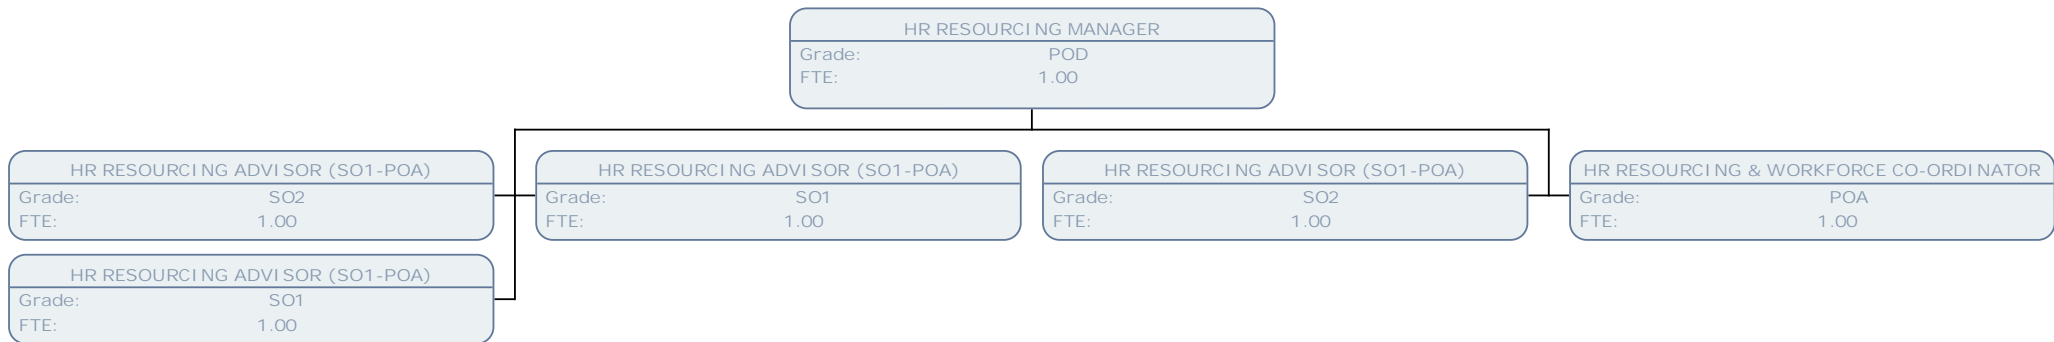 HR RESOURCING MANAGER
Grade: POD
FTE: 1.00
HR RESOURCING ADVISOR (SO1-POA)
Grade: SO2
FTE: 1.00
HR RESOURCING ADVISOR (SO1-POA)
Grade: SO1
FTE: 1.00
HR RESOURCING ADVISOR (SO1-POA)
Grade: SO2
FTE: 1.00
HR RESOURCING & WORKFORCE CO-ORDINATOR
Grade: POA
FTE: 1.00
HR RESOURCING ADVISOR (SO1-POA)
Grade: SO1
FTE: 1.00